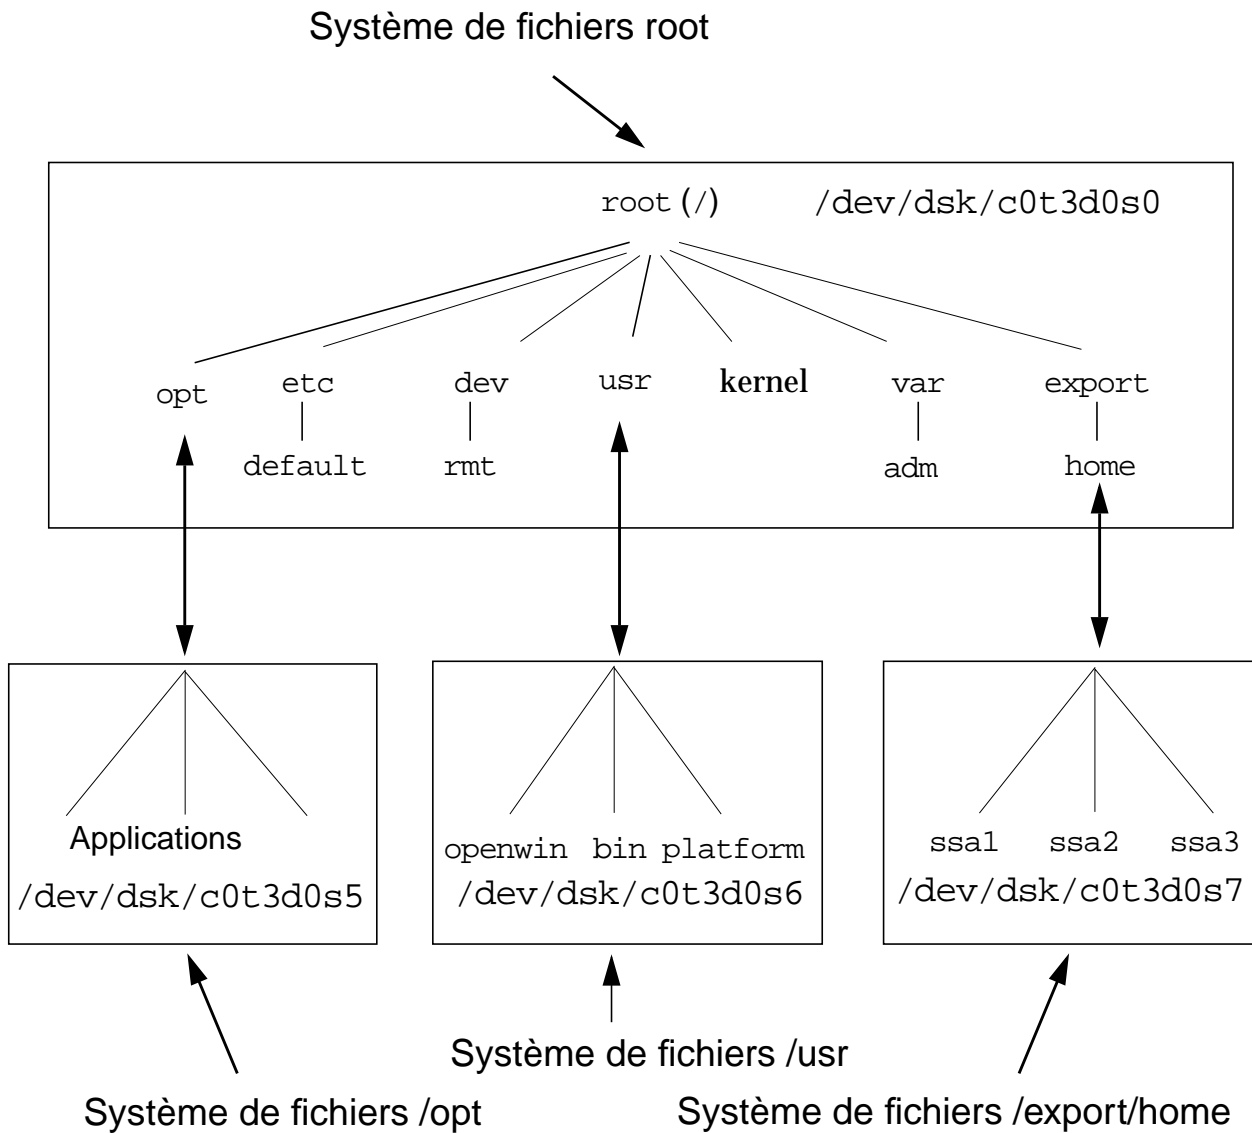 Système de fichiers root
root (/) /dev/dsk/c0t3d0s0
opt etc dev usr kernel var export
default rmt adm home
Applications
/dev/dsk/c0t3d0s5
openwin bin platform
/dev/dsk/c0t3d0s6
ssa1 ssa2 ssa3
/dev/dsk/c0t3d0s7
Système de fichiers /usr
Système de fichiers /opt
Système de fichiers /export/home